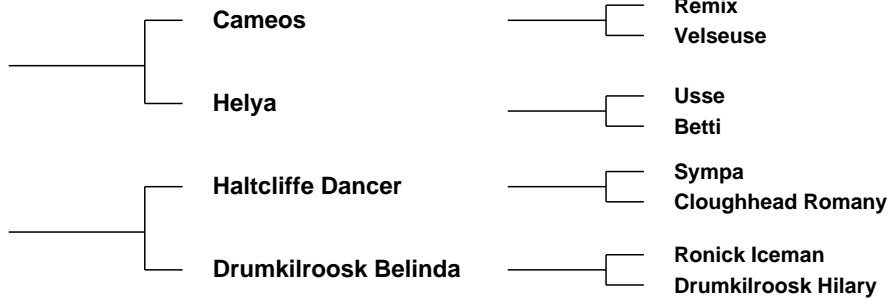 Remix
Cameos
Velseuse
Usse
Helya
Betti
Sympa
Haltcliffe Dancer
Cloughhead Romany
Ronick Iceman
Drumkilroosk Belinda
Drumkilroosk Hilary